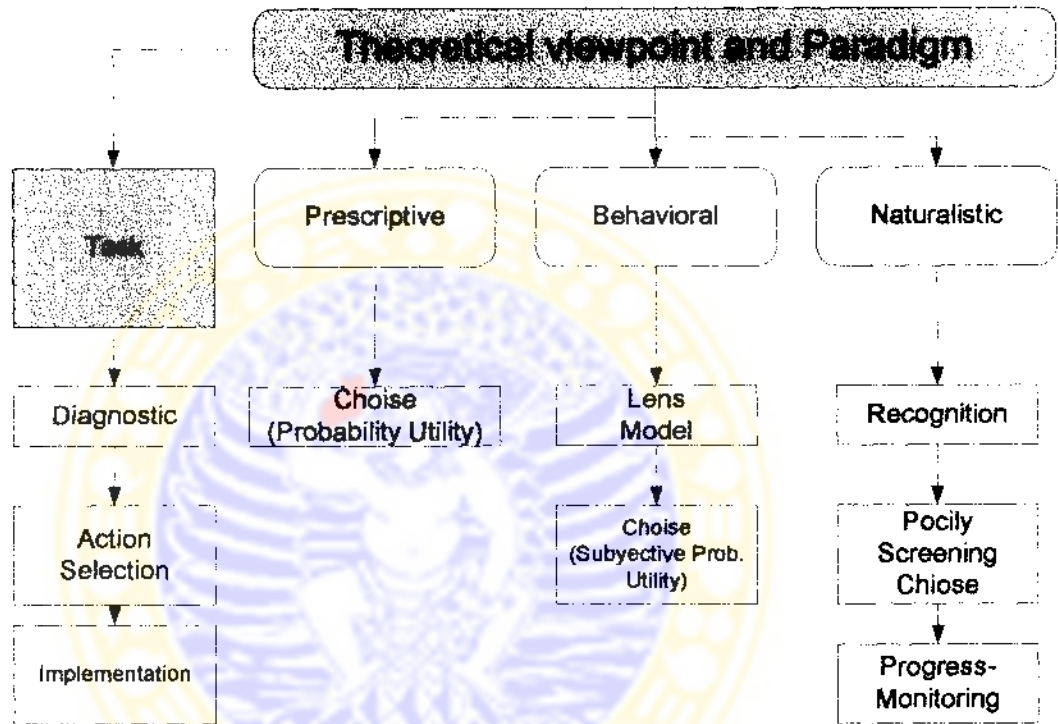 Theoretical viewpoint and Paradigm
Task
Prescriptive
Behavioral
Naturalistic
Diagnostic
Choise
(Probability Utility)
Lens
Model
Recognition
Action
Selection
Choise
(Subyective Prob.
Utility)
Pocily
Screening
Chiose
Implementation
Progress-
Monitoring